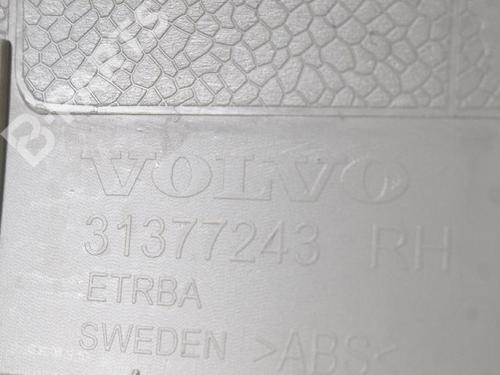 VOLVO
31377243 RH
ETRBA
SWEDEN >ABS<